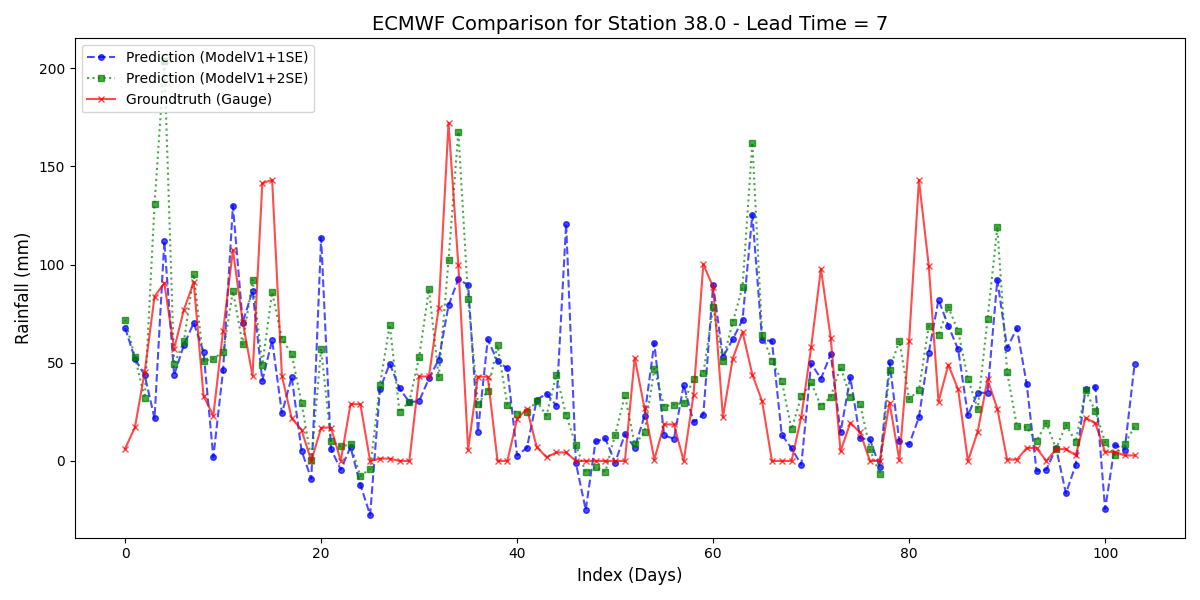 ECMWF Comparison for Station 38.0 - Lead Time = 7
Prediction (ModelV1+1SE)
Prediction (ModelV1+2SE)
Groundtruth (Gauge)
Rainfall (mm)
200
150
100
50
0
0 20 40 60 80 100
Index (Days)